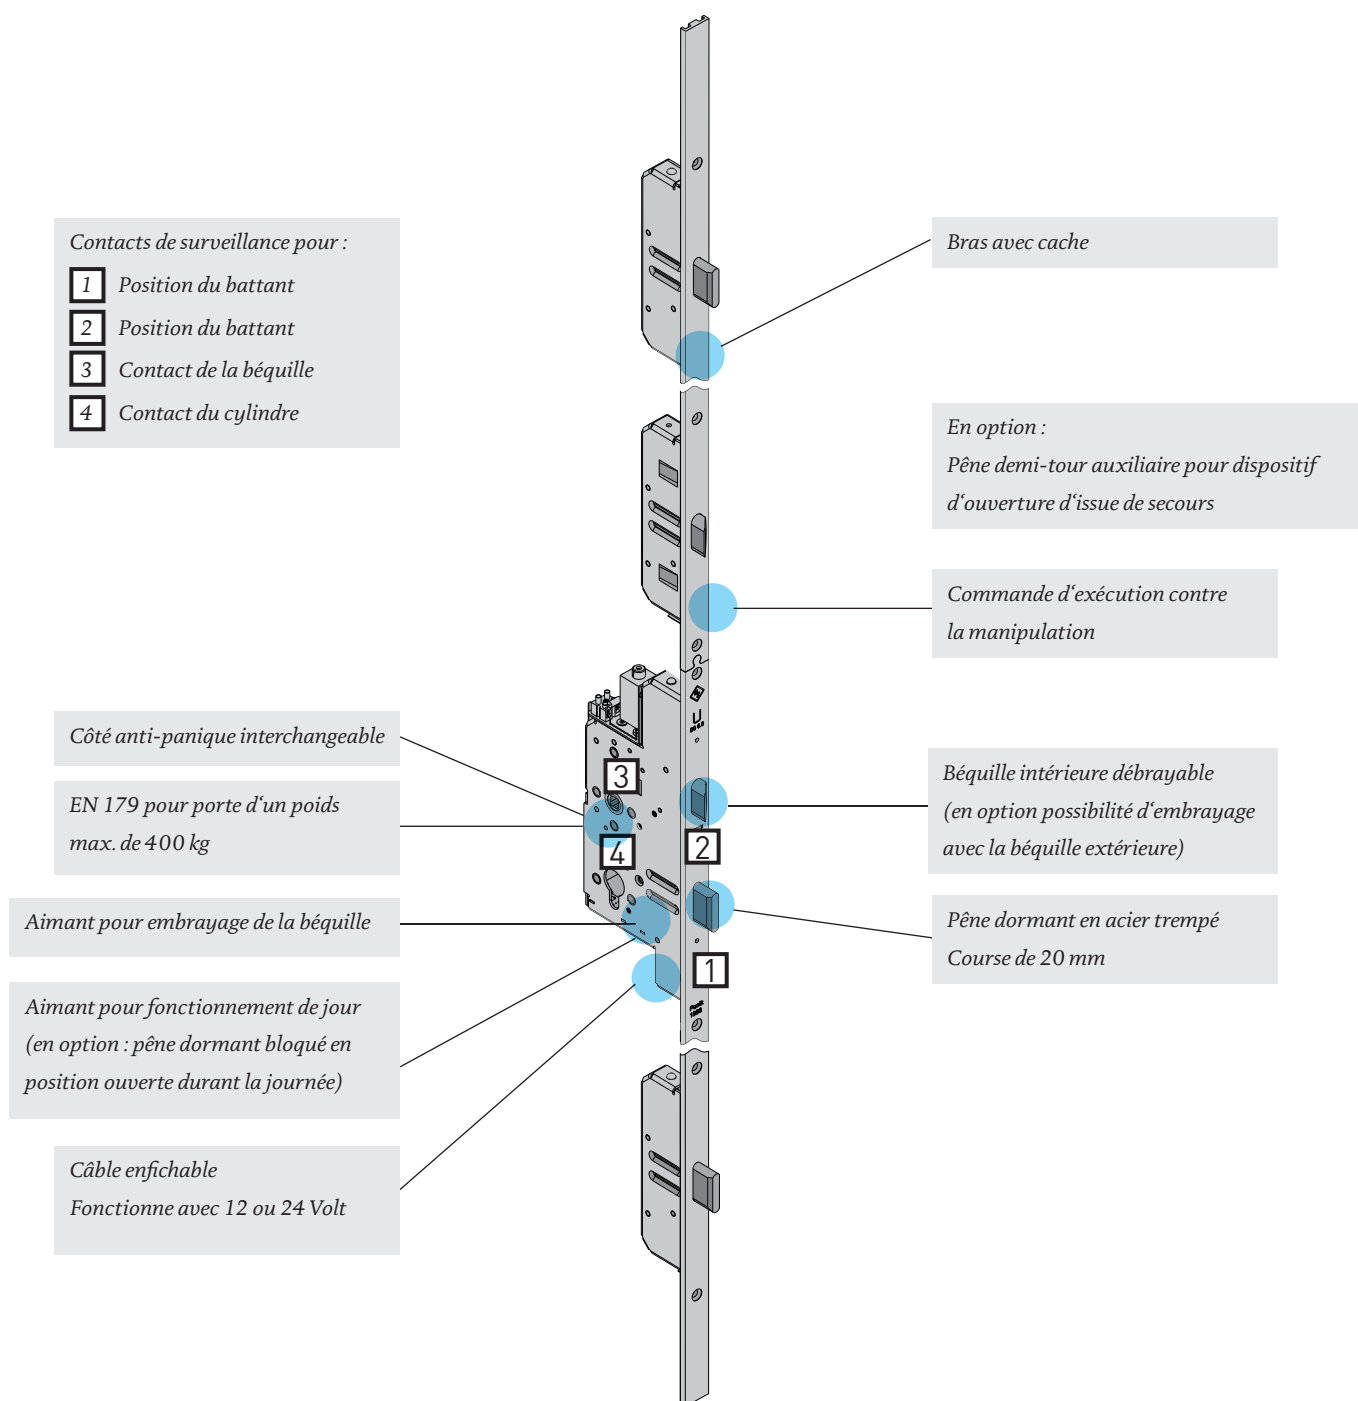 Contacts de surveillance pour :
1 Position du battant
2 Position du battant
3 Contact de la béquille
4 Contact du cylindre
Bras avec cache
En option :
Pêne demi-tour auxiliaire pour dispositif
d‘ouverture d‘issue de secours
Commande d‘exécution contre
la manipulation
Côté anti-panique interchangeable
EN 179 pour porte d‘un poids
max. de 400 kg
Béquille intérieure débrayable
(en option possibilité d‘embrayage
avec la béquille extérieure)
Aimant pour embrayage de la béquille
Pêne dormant en acier trempé
Course de 20 mm
Aimant pour fonctionnement de jour
(en option : pêne dormant bloqué en
position ouverte durant la journée)
Câble enfichable
Fonctionne avec 12 ou 24 Volt
3
4
2
1